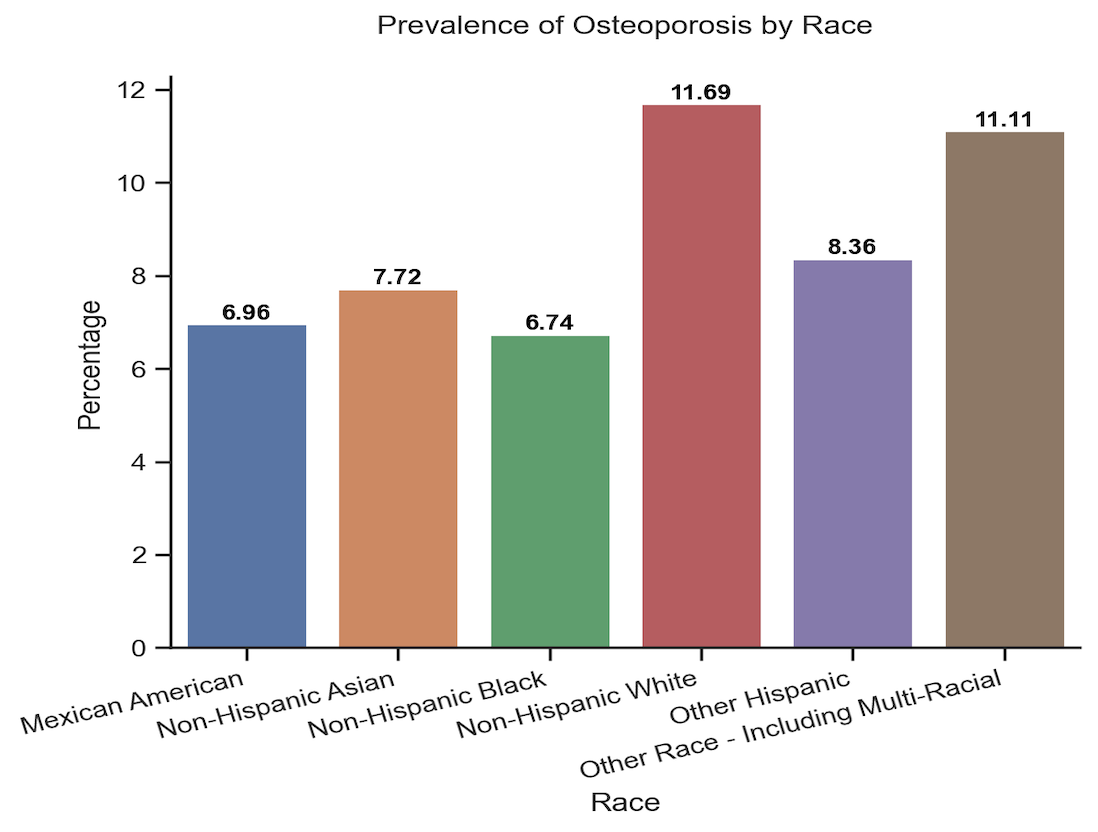 Prevalence of Osteoporosis by Race
Percentage
12
10
8
6
4
2
0
6.96
7.72
6.74
11.69
8.36
11.11
Mexican American
Non-Hispanic Asian
Non-Hispanic Black
Non-Hispanic White
Other Hispanic
Other Race - Including Multi-Racial
Race